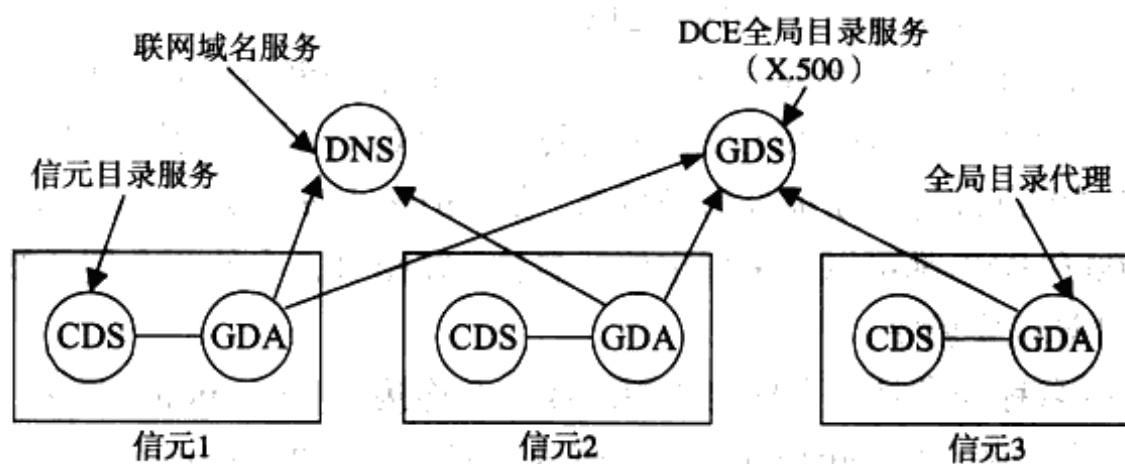 联网域名服务
DCE全局目录服务
（X.500）
DNS
GDS
信元目录服务
全局目录代理
CDS
GDA
CDS
GDA
CDS
GDA
信元1
信元2
信元3